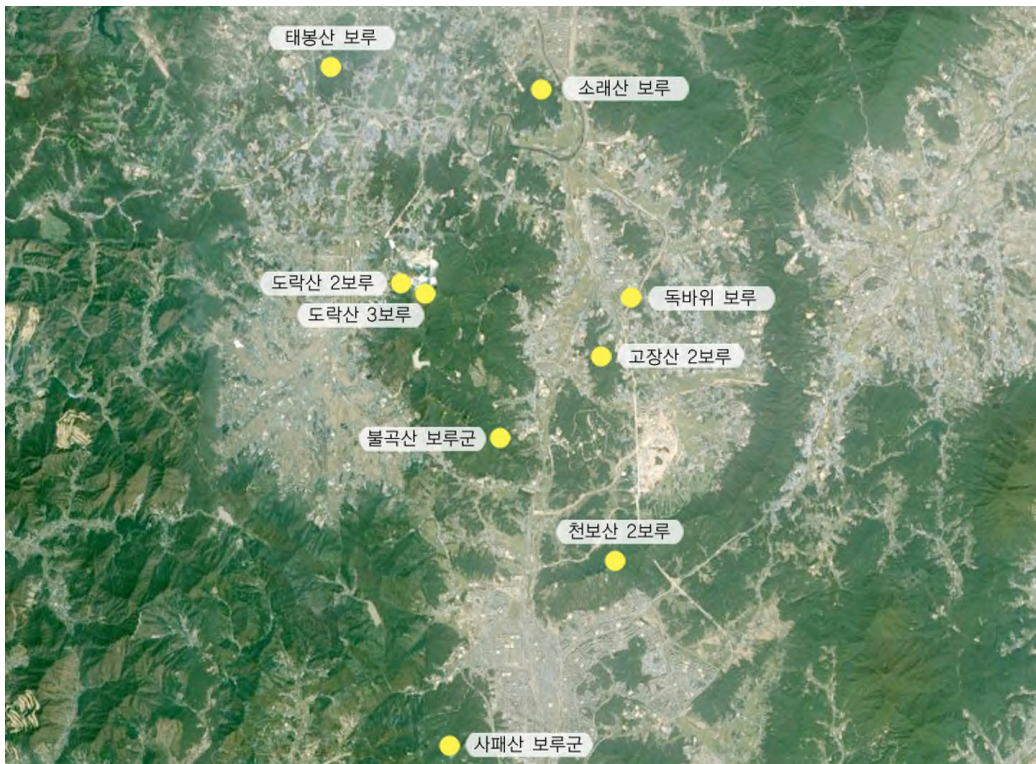 태봉산 보루
소래산 보루
도락산 2보루
도락산 3보루
독바위 보루
고장산 2보루
불곡산 보루군
천보산 2보루
사패산 보루군